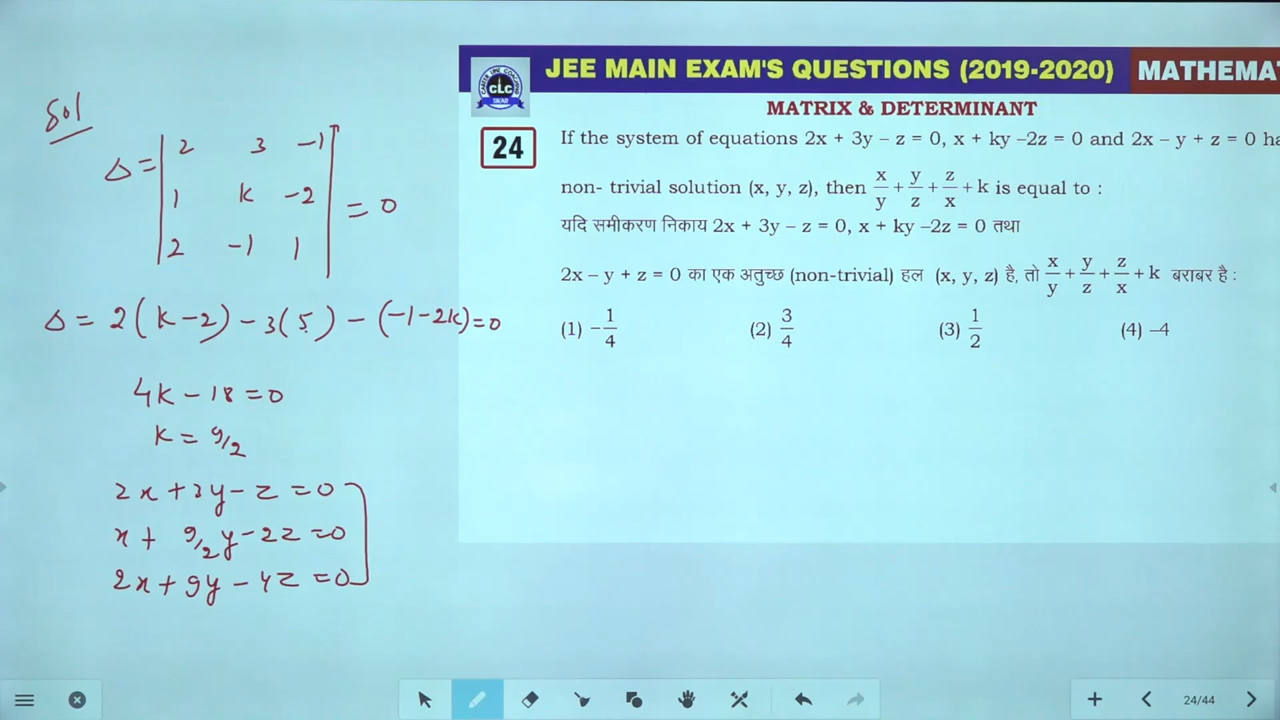 JEE MAIN EXAM'S QUESTIONS (2019-2020) MATHEMA
CLC
SIKAR
MATRIX & DETERMINANT
24 If the system of equations 2x + 3y – z = 0, x + ky –2z = 0 and 2x – y + z = 0 ha
non- trivial solution (x, y, z), then x/y + y/z + z/x + k is equal to :
यदि समीकरण निकाय 2x + 3y – z = 0, x + ky –2z = 0 तथा
2x – y + z = 0 का एक अतुच्छ (non-trivial) हल (x, y, z) है, तो x/y + y/z + z/x + k बराबर है :
(1) –1/4 (2) 3/4 (3) 1/2 (4) –4
Sol
Δ = | 2 3 –1 |
| 1 k –2 | = 0
| 2 –1 1 |
Δ = 2(k–2) – 3(5) – (–1–2k) = 0
4k – 18 = 0
k = 9/2
2x + 3y – z = 0
x + 9/2 y – 2z = 0
2x + 9y – 4z = 0
24/44